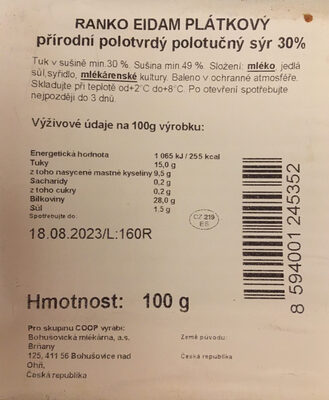 RANKO EIDAM PLÁTKOVÝ
přírodní polotvrdý polotučný sýr 30%
Tuk v sušině min.30 %. Sušina min.49 %. Složení: mléko, jedlá
sůl,syřidlo, mlékárenské kultury. Baleno v ochranné atmosféře.
Skladujte při teplotě od+2°C do+8°C. Po otevření spotřebujte
nejpozději do 3 dnů.
Výživové údaje na 100g výrobku:
Energetická hodnota 1 065 kJ / 255 kcal
Tuky 15,0 g
z toho nasycené mastné kyseliny 9,5 g
Sacharidy 0,2 g
z toho cukry 0,2 g
Bílkoviny 28,0 g
Sůl 1,5 g
Spotřebujte do:
CZ 219
ES
18.08.2023/L:160R
8 594001 245352
Hmotnost: 100 g
Pro skupinu COOP vyrábí:
Bohušovická mlékárna, a.s. Země původu:
Brňany
125, 411 56 Bohušovice nad Česká republika
Ohří,
Česká republika